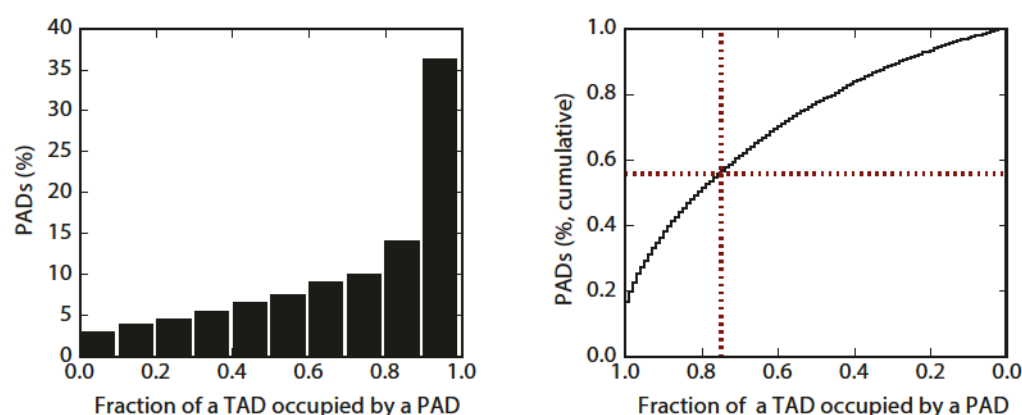 40
35
30
25
20
15
10
5
0
PADs (%)
0.0 0.2 0.4 0.6 0.8 1.0
Fraction of a TAD occupied by a PAD
1.0
0.8
0.6
0.4
0.2
0.0
PADs (%, cumulative)
1.0 0.8 0.6 0.4 0.2 0.0
Fraction of a TAD occupied by a PAD